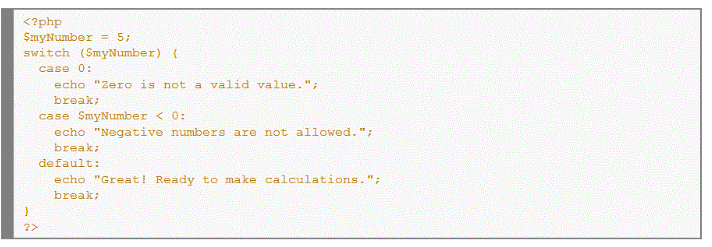 <?php
$myNumber = 5;
switch ($myNumber) {
  case 0:
    echo "Zero is not a valid value.";
    break;
  case $myNumber < 0:
    echo "Negative numbers are not allowed.";
    break;
  default:
    echo "Great! Ready to make calculations.";
    break;
}
?>